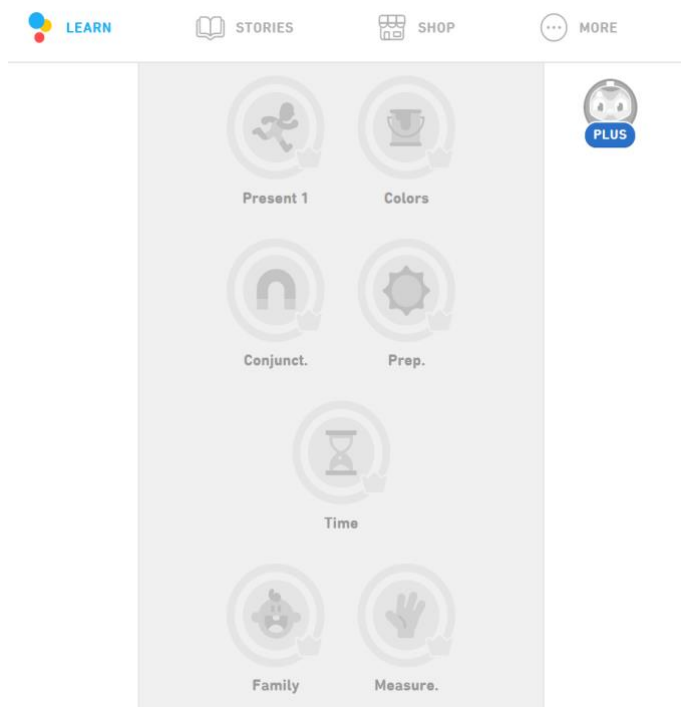 LEARN STORIES SHOP MORE
PLUS
Present 1 Colors
Conjunct. Prep.
Time
Family Measure.